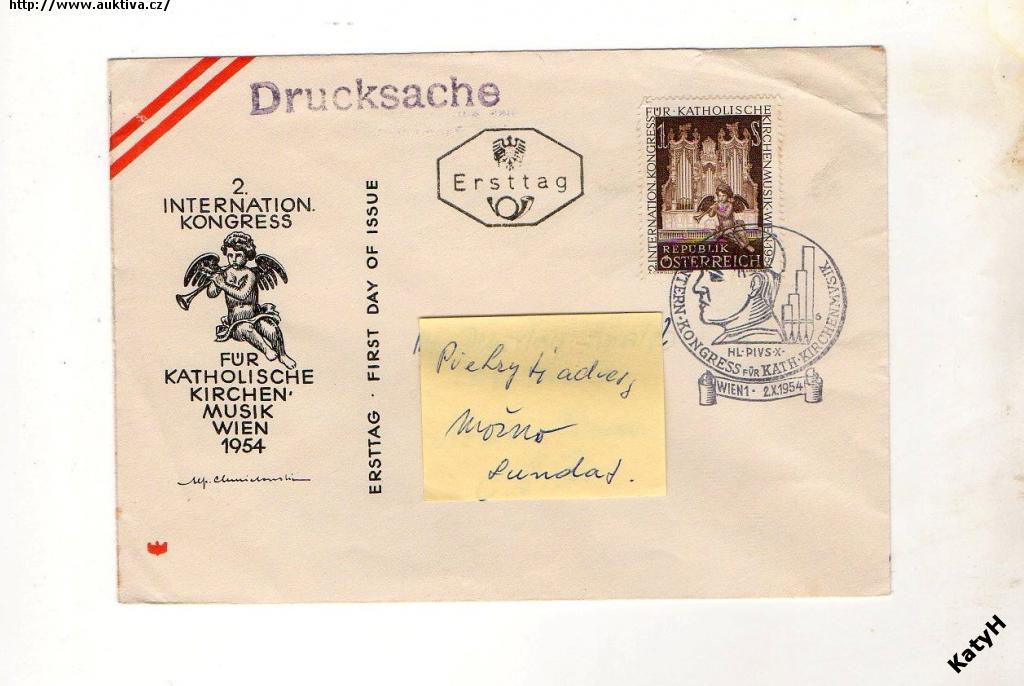 http://www.auktiva.cz/
Drucksache
Ersttag
2.
INTERNATION.
KONGRESS
FÜR
KATHOLISCHE
KIRCHEN-
MUSIK
WIEN
1954
ERSTTAG · FIRST DAY OF ISSUE
2. INTERNATION. KONGRESS FÜR · KATHOLISCHE KIRCHENMUSIK · WIEN 1954
1 S
REPUBLIK
ÖSTERREICH
INTERN · KONGRESS FÜR KATH · KIRCHENMUSIK
6
HL · PIVS · X ·
WIEN 1 · 2.X.1954
možno
sundat.
KatyH